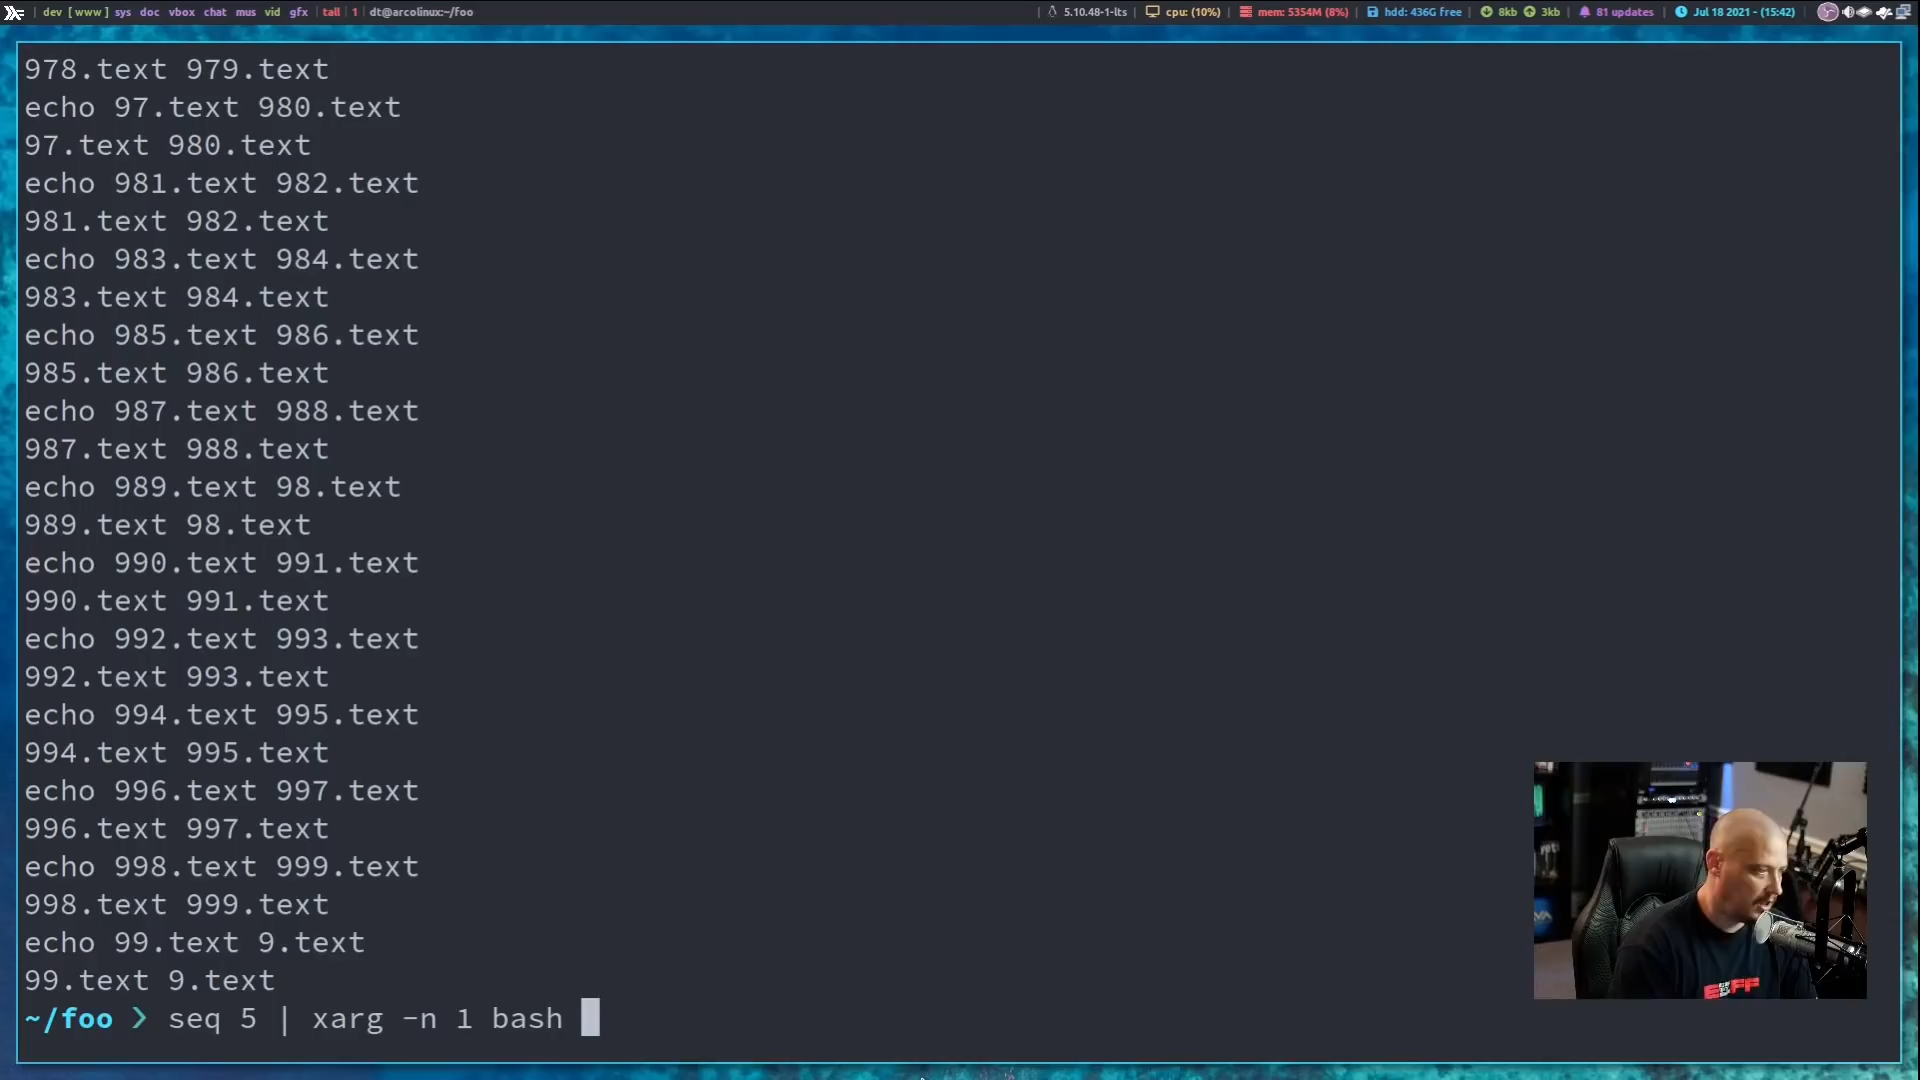 dev [ www ] sys doc vbox chat mus vid gfx | tall | 1 | dt@arcolinux:~/foo | 5.10.48-1-lts | cpu: (10%) | mem: 5354M (8%) | hdd: 436G free | 8kb 3kb | 81 updates | Jul 18 2021 - (15:42)
978.text 979.text
echo 97.text 980.text
97.text 980.text
echo 981.text 982.text
981.text 982.text
echo 983.text 984.text
983.text 984.text
echo 985.text 986.text
985.text 986.text
echo 987.text 988.text
987.text 988.text
echo 989.text 98.text
989.text 98.text
echo 990.text 991.text
990.text 991.text
echo 992.text 993.text
992.text 993.text
echo 994.text 995.text
994.text 995.text
echo 996.text 997.text
996.text 997.text
echo 998.text 999.text
998.text 999.text
echo 99.text 9.text
99.text 9.text
~/foo > seq 5 | xarg -n 1 bash